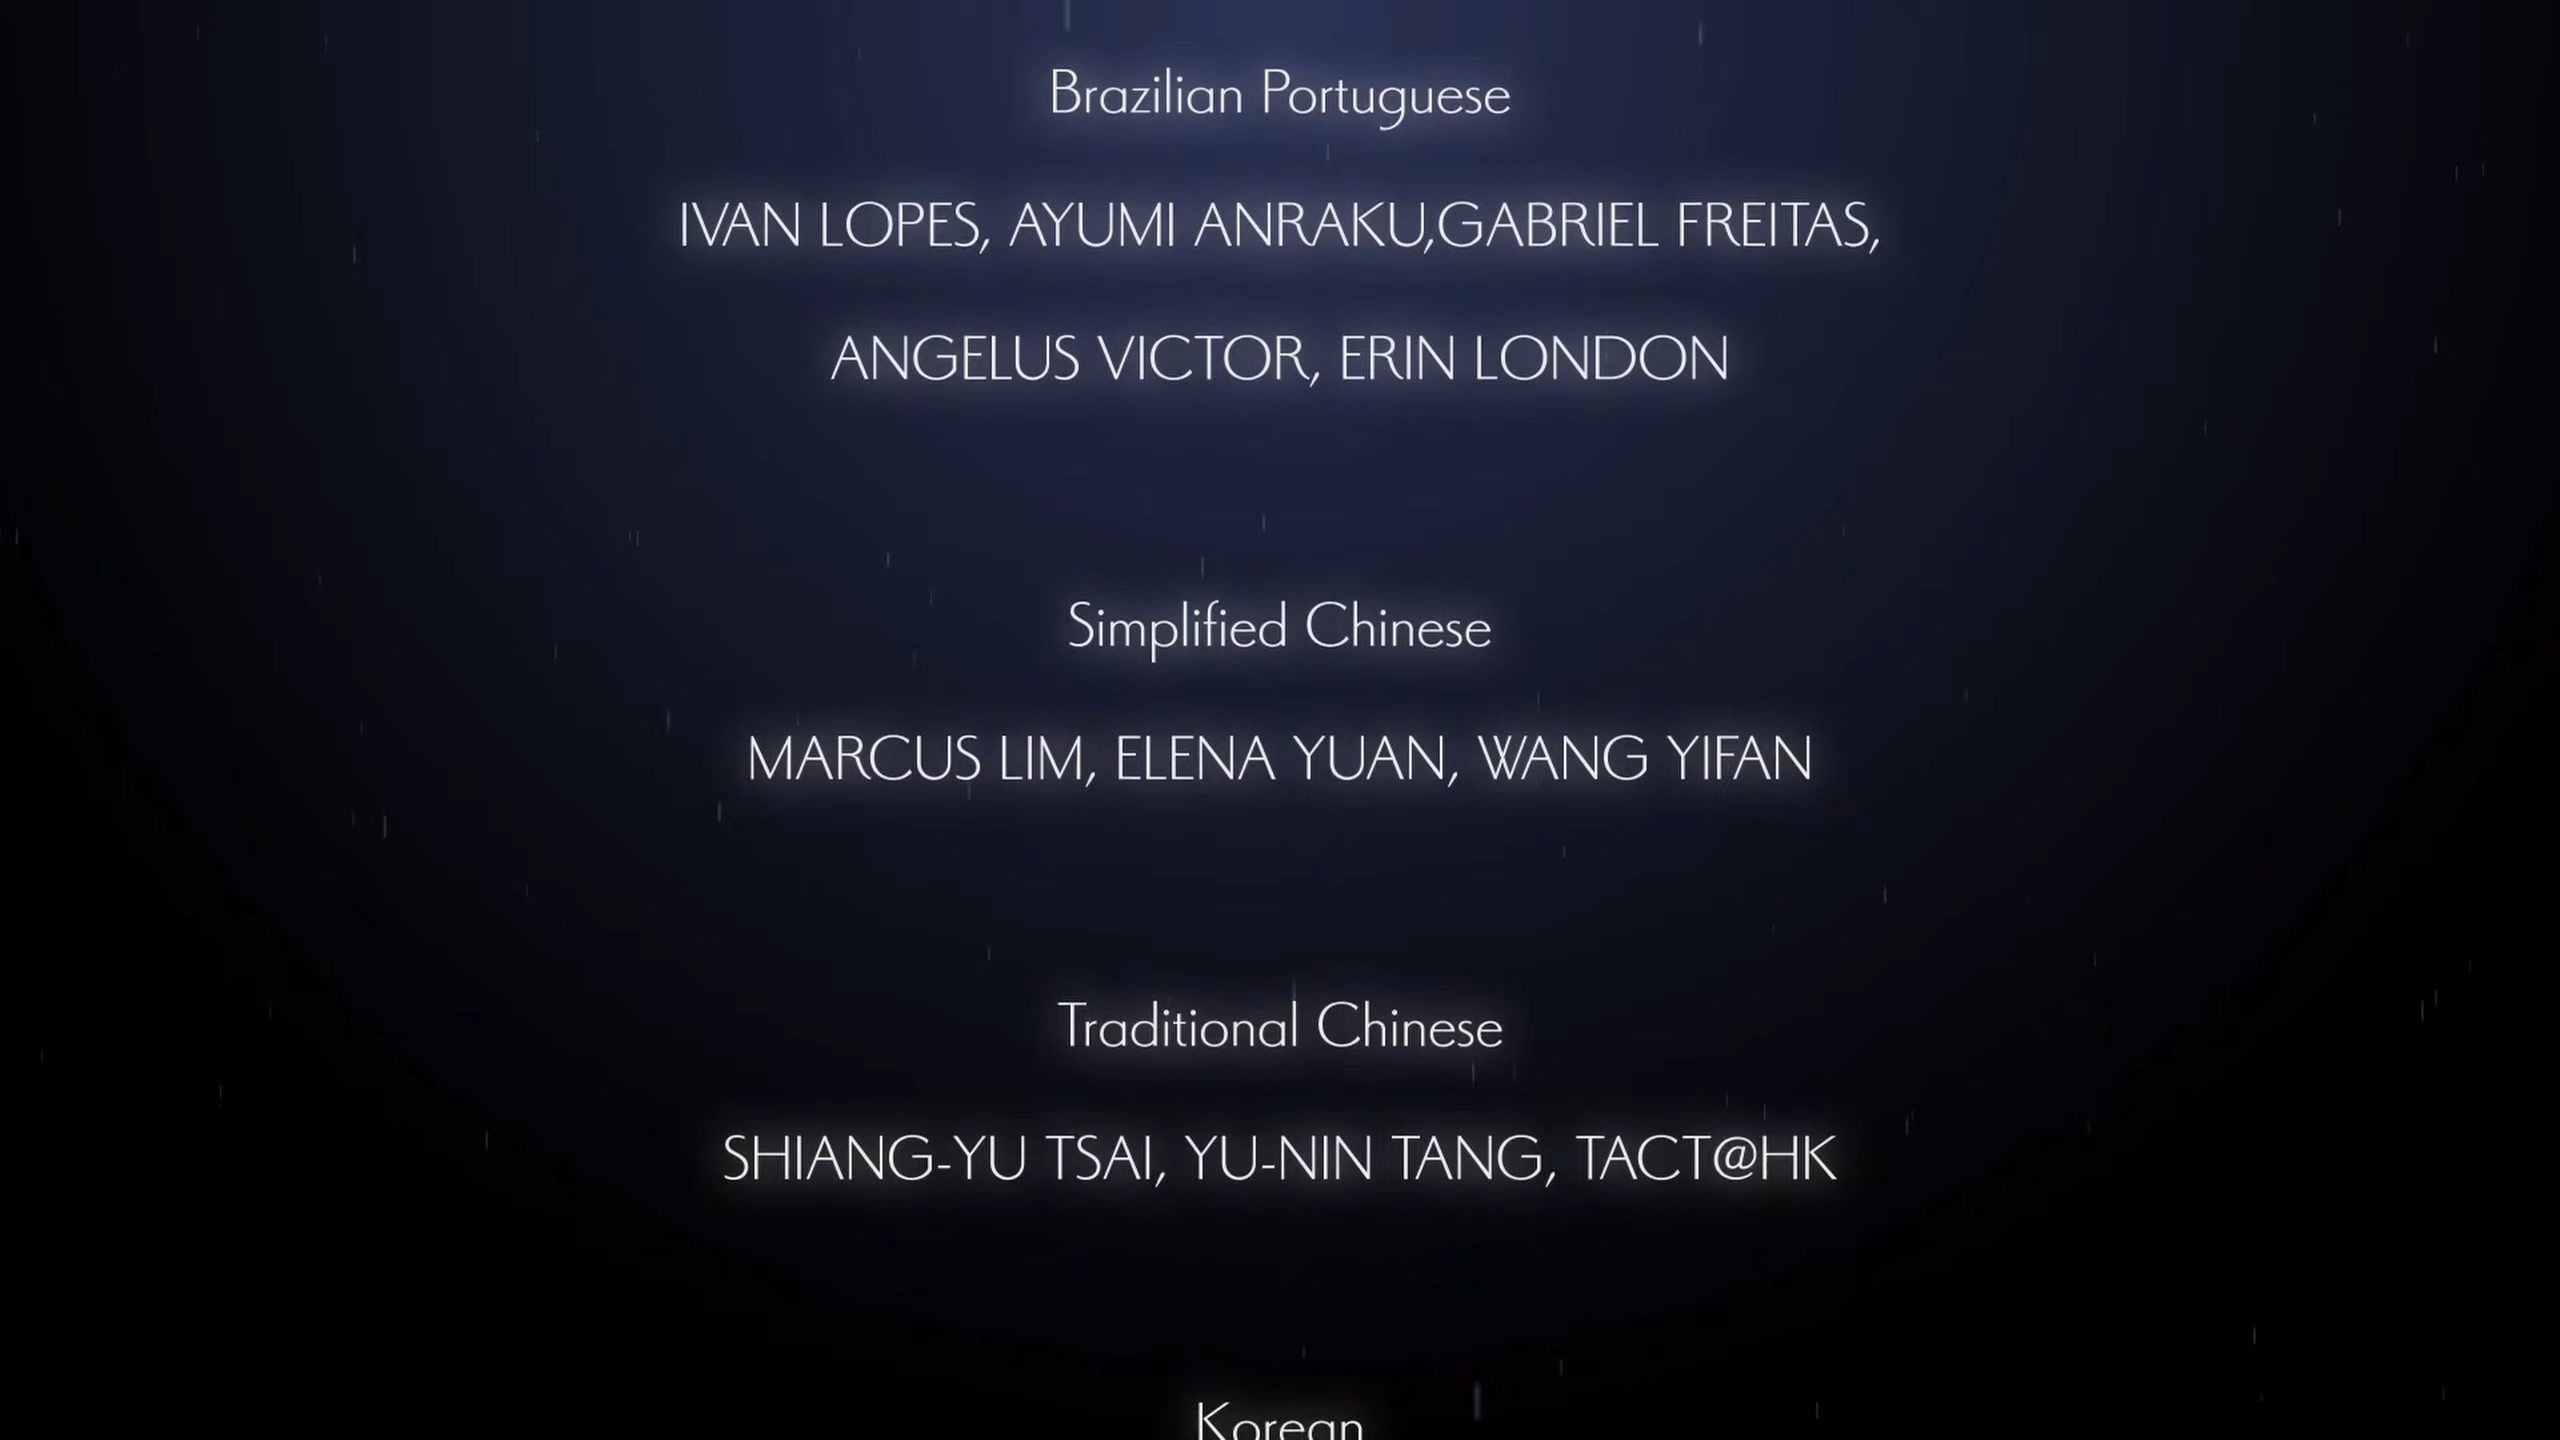 Brazilian Portuguese
IVAN LOPES, AYUMI ANRAKU,GABRIEL FREITAS,
ANGELUS VICTOR, ERIN LONDON
Simplified Chinese
MARCUS LIM, ELENA YUAN, WANG YIFAN
Traditional Chinese
SHIANG-YU TSAI, YU-NIN TANG, TACT@HK
Korean